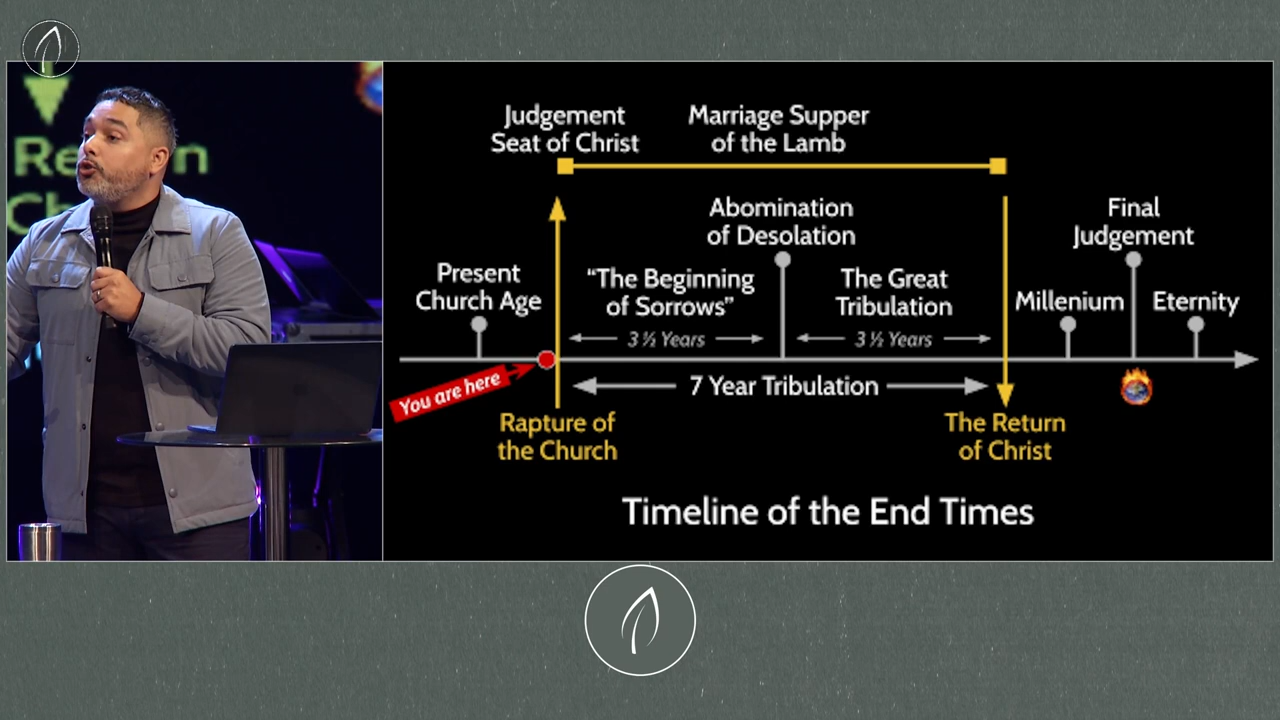 Re n
Ch
Judgement
Seat of Christ
Marriage Supper
of the Lamb
Abomination
of Desolation
Final
Judgement
Present
Church Age
“The Beginning
of Sorrows”
The Great
Tribulation
Millenium
Eternity
3 ½ Years
3 ½ Years
You are here
7 Year Tribulation
Rapture of
the Church
The Return
of Christ
Timeline of the End Times